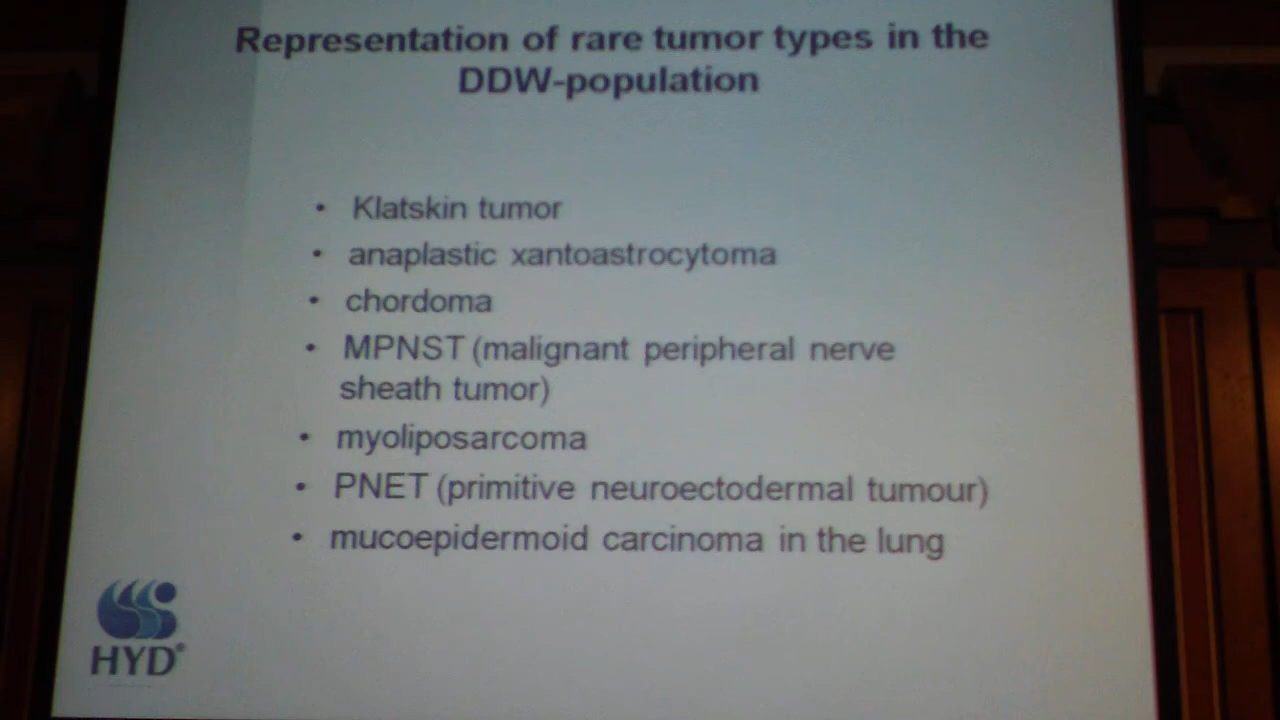 Representation of rare tumor types in the
DDW-population
• Klatskin tumor
• anaplastic xantoastrocytoma
• chordoma
• MPNST (malignant peripheral nerve
sheath tumor)
• myoliposarcoma
• PNET (primitive neuroectodermal tumour)
• mucoepidermoid carcinoma in the lung
HYD®